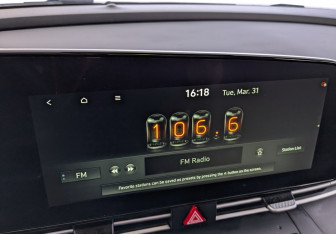 16:18 Tue, Mar. 31
106.6
FM Radio
FM
Station List
Favorite stations can be saved as presets by pressing the ☆ button on the screen.